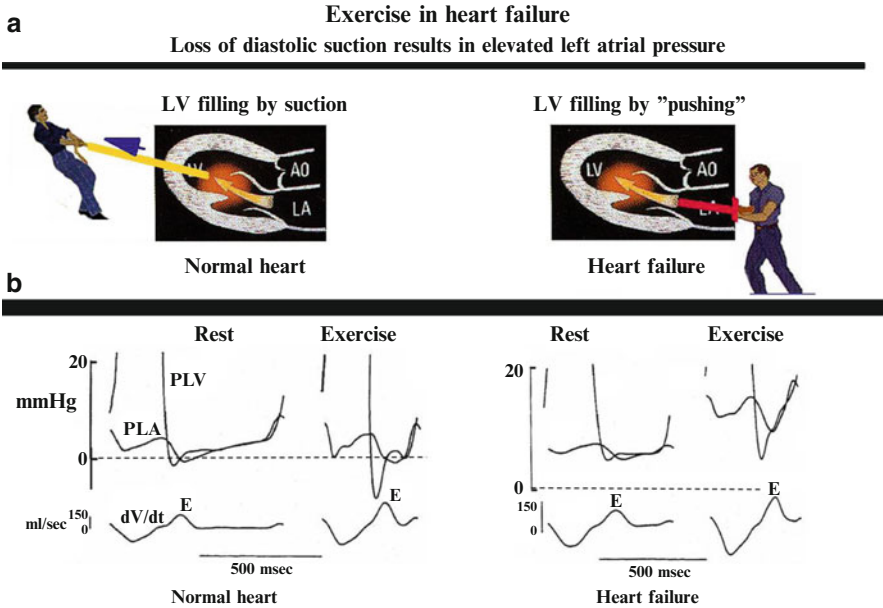 a
Exercise in heart failure
Loss of diastolic suction results in elevated left atrial pressure
LV filling by suction
LV filling by ”pushing”
LV
AO
LA
LV
AO
LA
Normal heart
Heart failure
b
Rest
Exercise
Rest
Exercise
20
mmHg
0
PLV
PLA
20
0
ml/sec
150
0
dV/dt
E
E
150
0
E
E
500 msec
500 msec
Normal heart
Heart failure